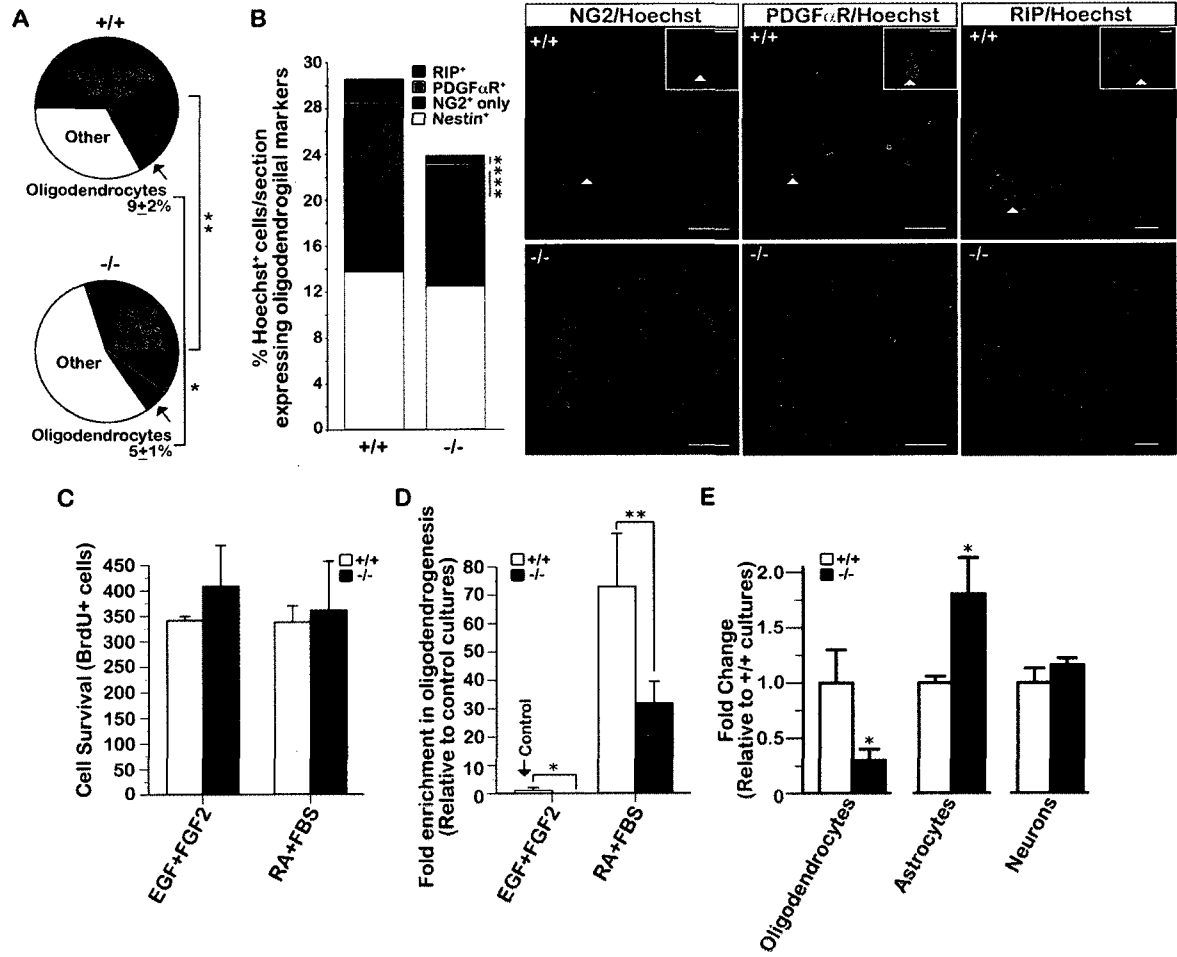 A
+/+
Other
Oligodendrocytes
9±2%
**
-/-
Other
Oligodendrocytes
5±1%
*
B
% Hoechst+ cells/section
expressing oligodendrogilal markers
30
28
24
20
16
12
8
4
0
+/+
-/-
RIP+
PDGFαR+
NG2+ only
Nestin+
****
NG2/Hoechst
PDGFαR/Hoechst
RIP/Hoechst
+/+
+/+
+/+
-/-
-/-
-/-
C
Cell Survival (BrdU+ cells)
450
400
350
300
250
200
150
100
50
0
+/+
-/-
EGF+FGF2
RA+FBS
D
Fold enrichment in oligodendrogenesis
(Relative to control cultures)
80
70
60
50
40
30
20
10
0
+/+
-/-
Control
*
**
EGF+FGF2
RA+FBS
E
Fold Change
(Relative to +/+ cultures)
2.0
1.5
1.0
0.5
0
+/+
-/-
*
*
Oligodendrocytes
Astrocytes
Neurons